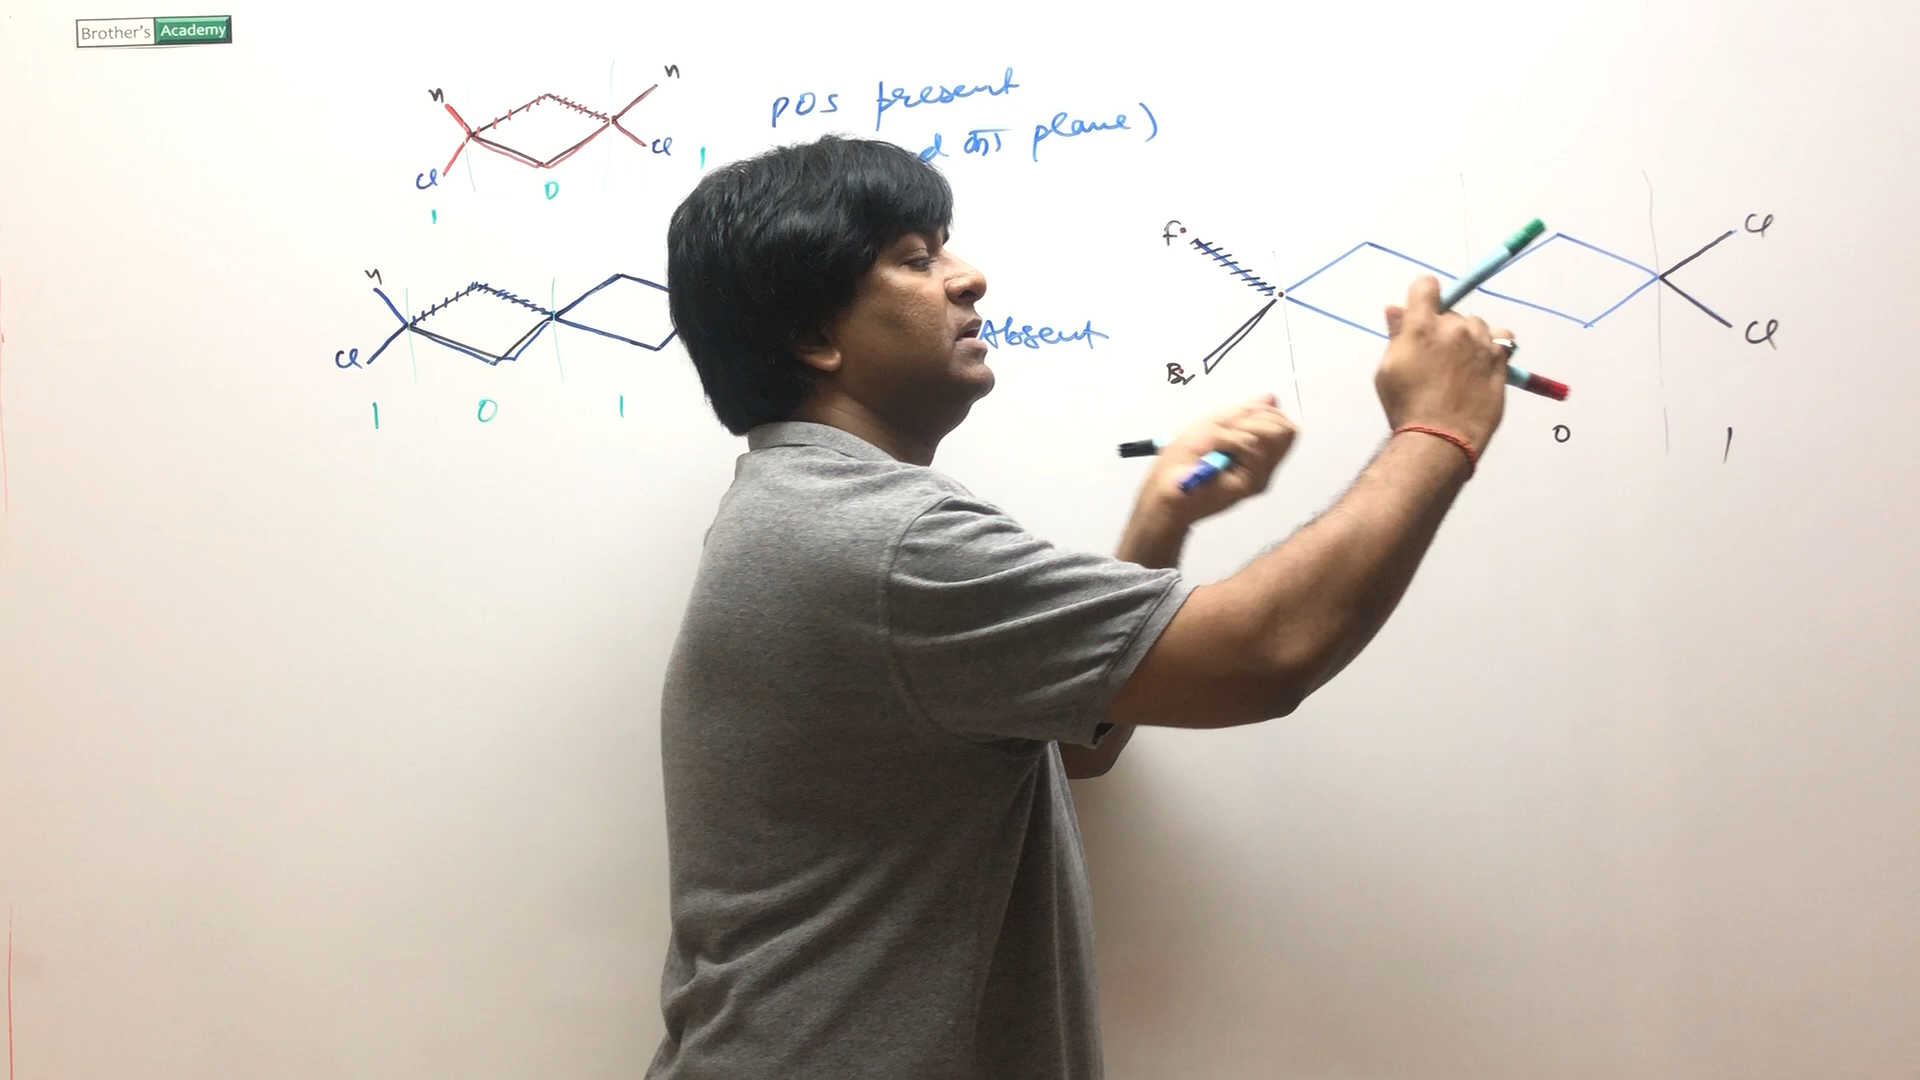 Brother's Academy
H
H
Cl
Cl
1
0
1
POS present
plane)
H
Cl
1
0
1
Absent
F
Br
Cl
Cl
0
1